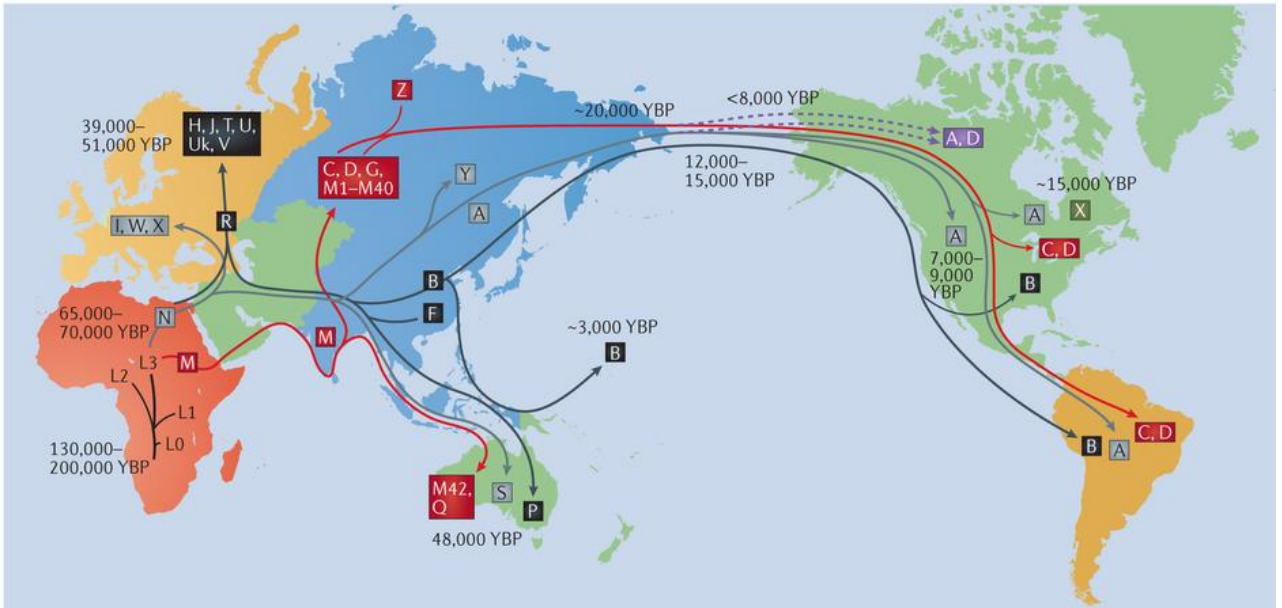 39,000–
51,000 YBP
H, J, T, U,
Uk, V
Z
~20,000 YBP
<8,000 YBP
A, D
C, D, G,
M1–M40
Y
A
12,000–
15,000 YBP
~15,000 YBP
I, W, X
R
A
X
A
C, D
7,000–
9,000
YBP
B
B
65,000–
70,000 YBP
N
F
M
~3,000 YBP
B
L3
M
L2
L1
L0
130,000–
200,000 YBP
B
A
C, D
M42,
Q
S
P
48,000 YBP